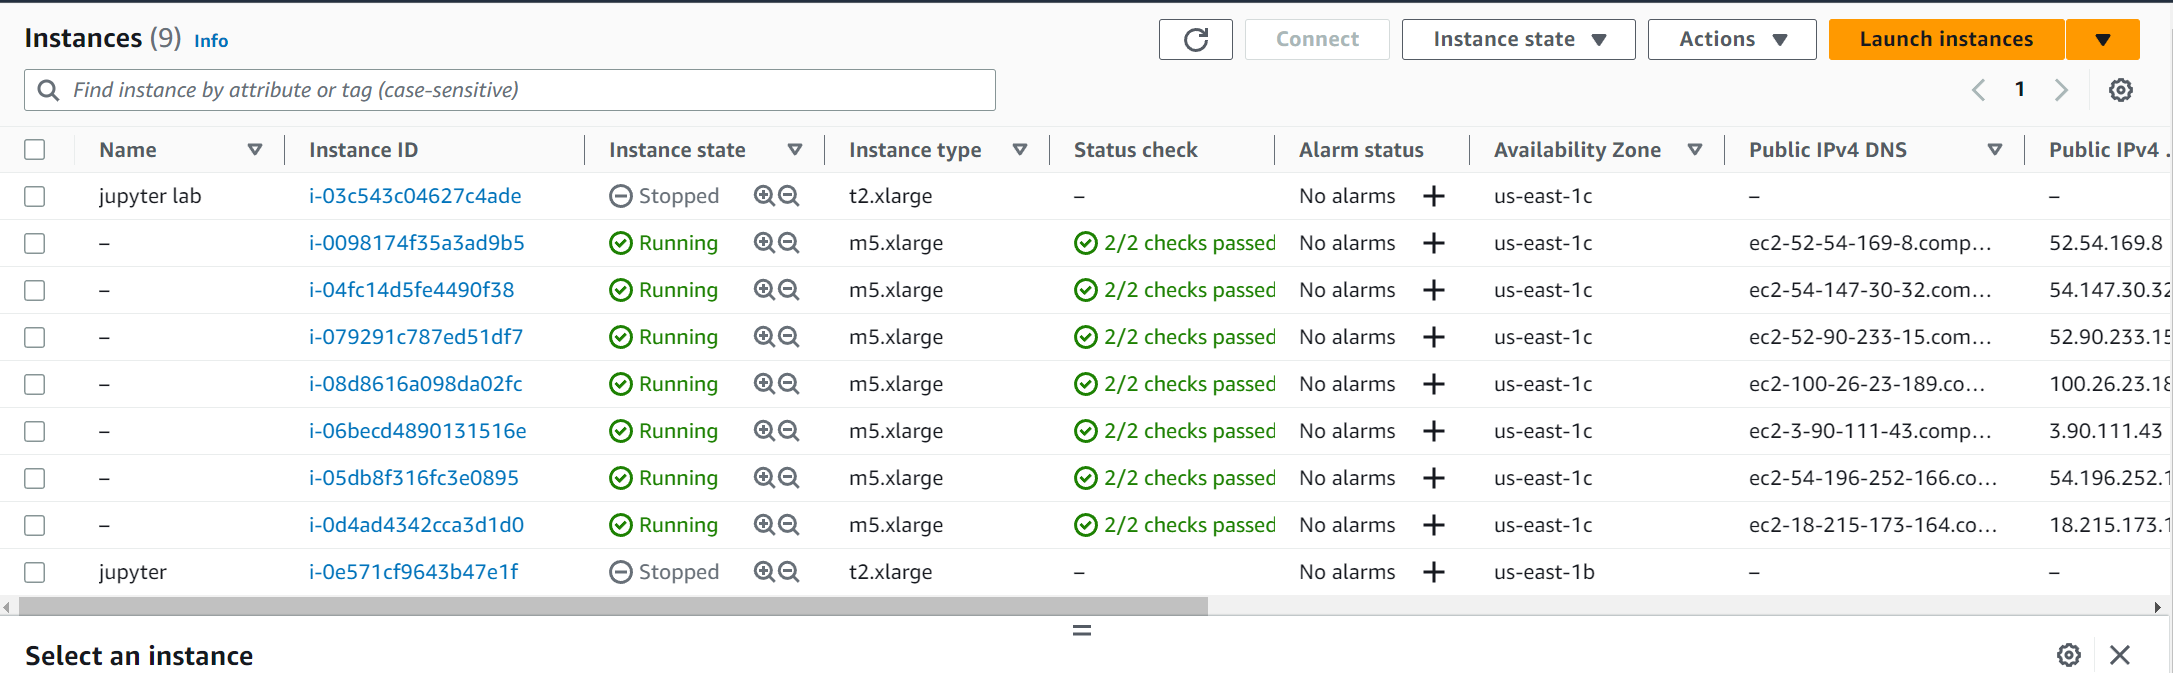 Instances (9) Info
Connect Instance state Actions Launch instances
Find instance by attribute or tag (case-sensitive)
1
Name Instance ID Instance state Instance type Status check Alarm status Availability Zone Public IPv4 DNS Public IPv4 .
jupyter lab i-03c543c04627c4ade Stopped t2.xlarge – No alarms + us-east-1c – –
– i-0098174f35a3ad9b5 Running m5.xlarge 2/2 checks passed No alarms + us-east-1c ec2-52-54-169-8.comp... 52.54.169.8
– i-04fc14d5fe4490f38 Running m5.xlarge 2/2 checks passed No alarms + us-east-1c ec2-54-147-30-32.com... 54.147.30.32
– i-079291c787ed51df7 Running m5.xlarge 2/2 checks passed No alarms + us-east-1c ec2-52-90-233-15.com... 52.90.233.15
– i-08d8616a098da02fc Running m5.xlarge 2/2 checks passed No alarms + us-east-1c ec2-100-26-23-189.co... 100.26.23.18
– i-06becd4890131516e Running m5.xlarge 2/2 checks passed No alarms + us-east-1c ec2-3-90-111-43.comp... 3.90.111.43
– i-05db8f316fc3e0895 Running m5.xlarge 2/2 checks passed No alarms + us-east-1c ec2-54-196-252-166.co... 54.196.252.1
– i-0d4ad4342cca3d1d0 Running m5.xlarge 2/2 checks passed No alarms + us-east-1c ec2-18-215-173-164.co... 18.215.173.1
jupyter i-0e571cf9643b47e1f Stopped t2.xlarge – No alarms + us-east-1b – –
Select an instance